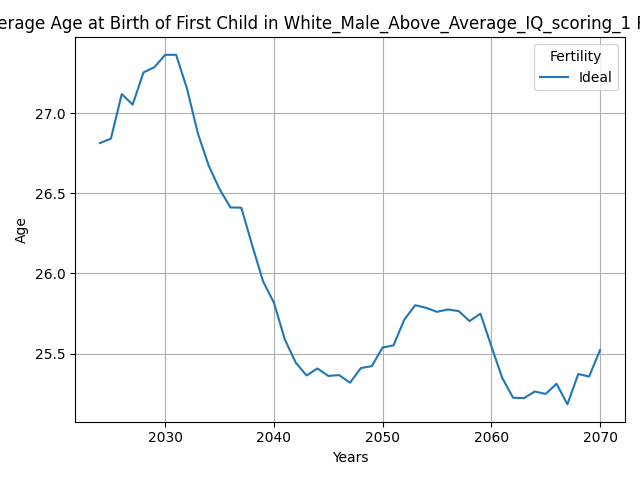 Average Age at Birth of First Child in White_Male_Above_Average_IQ_scoring_1
Fertility
Ideal
27.0
26.5
26.0
25.5
Age
2030 2040 2050 2060 2070
Years